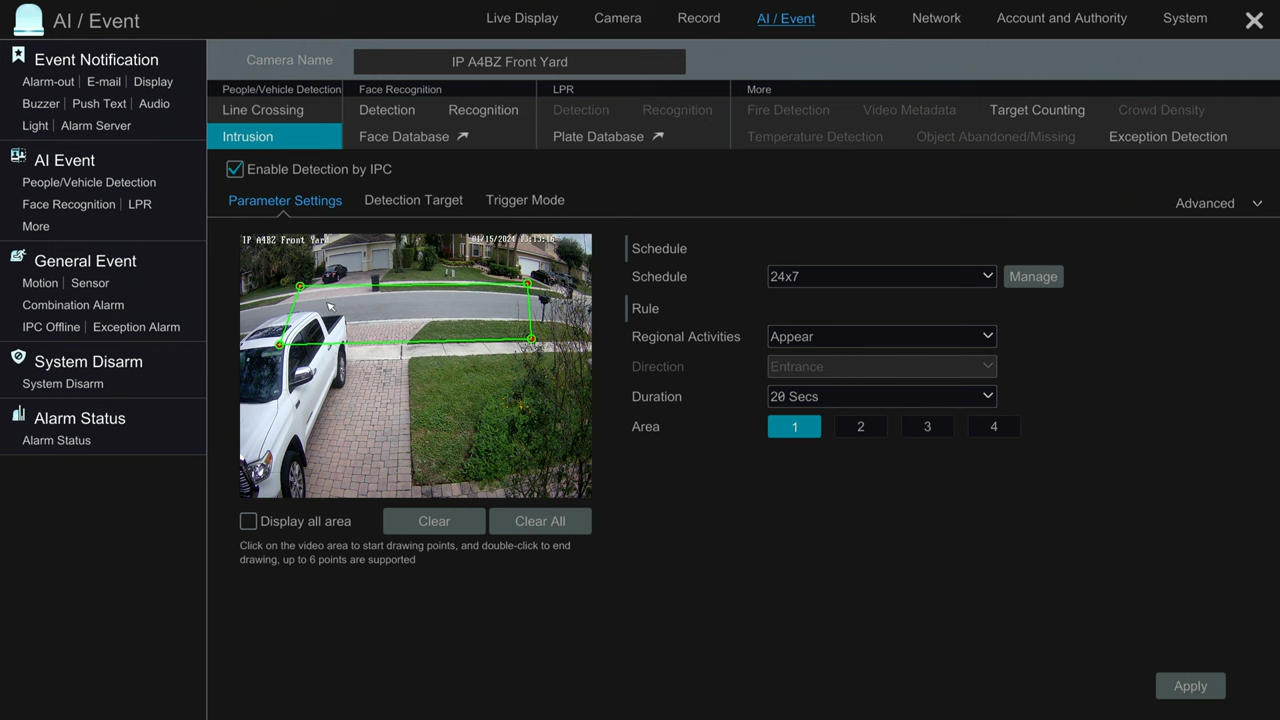 AI / Event
Live Display
Camera
Record
AI / Event
Disk
Network
Account and Authority
System
Event Notification
Alarm-out | E-mail | Display
Buzzer | Push Text | Audio
Light | Alarm Server
AI Event
People/Vehicle Detection
Face Recognition | LPR
More
General Event
Motion | Sensor
Combination Alarm
IPC Offline | Exception Alarm
System Disarm
System Disarm
Alarm Status
Alarm Status
Camera Name
IP A4BZ Front Yard
People/Vehicle Detection
Line Crossing
Intrusion
Face Recognition
Detection
Recognition
Face Database
LPR
Detection
Recognition
Plate Database
More
Fire Detection
Video Metadata
Target Counting
Crowd Density
Temperature Detection
Object Abandoned/Missing
Exception Detection
Enable Detection by IPC
Parameter Settings
Detection Target
Trigger Mode
Advanced
IP A4BZ Front Yard
01/15/2024 13:13:16
Display all area
Clear
Clear All
Click on the video area to start drawing points, and double-click to end
drawing, up to 6 points are supported
Schedule
Schedule
24x7
Manage
Rule
Regional Activities
Appear
Direction
Entrance
Duration
20 Secs
Area
1
2
3
4
Apply